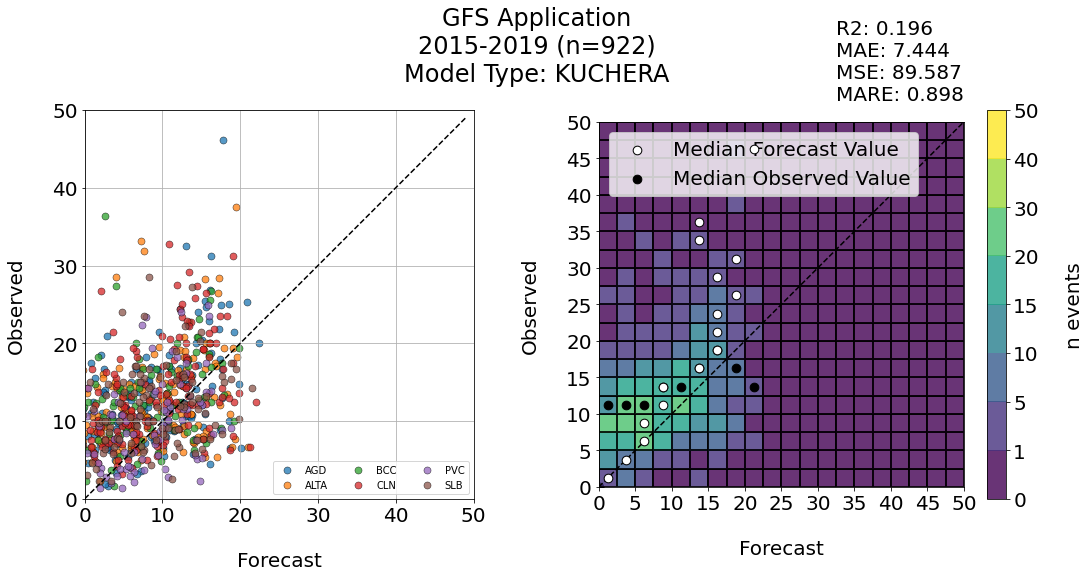 GFS Application
2015-2019 (n=922)
Model Type: KUCHERA
R2: 0.196
MAE: 7.444
MSE: 89.587
MARE: 0.898
Observed
50
40
30
20
10
0
0 10 20 30 40 50
Forecast
AGD BCC PVC
ALTA CLN SLB
Observed
50
45
40
35
30
25
20
15
10
5
0
0 5 10 15 20 25 30 35 40 45 50
Forecast
Median Forecast Value
Median Observed Value
50
40
30
20
15
10
5
1
0
n events